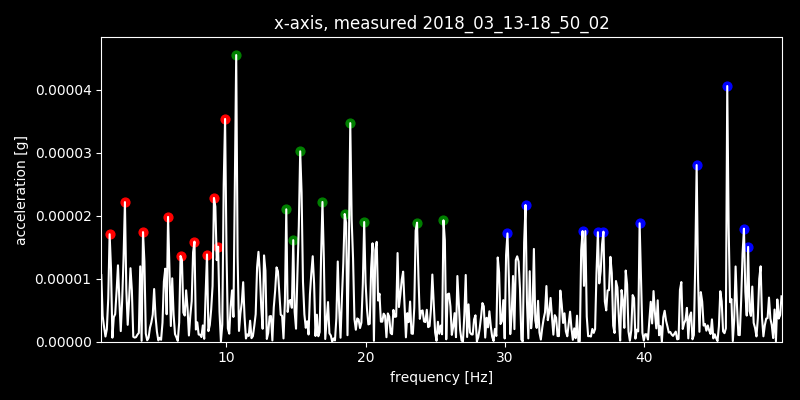 x-axis, measured 2018_03_13-18_50_02
acceleration [g]
0.00004
0.00003
0.00002
0.00001
0.00000
10 20 30 40
frequency [Hz]